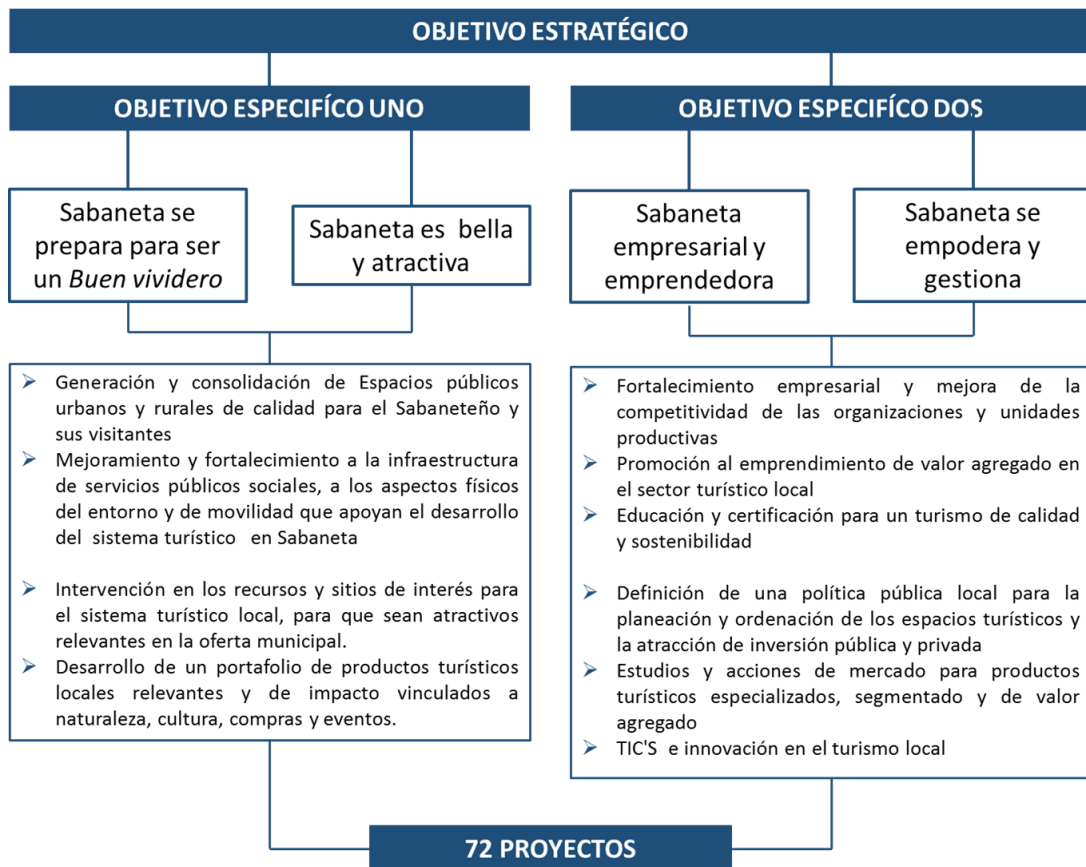 OBJETIVO ESTRATÉGICO
OBJETIVO ESPECIFÍCO UNO
Sabaneta se
prepara para ser
un Buen vividero
Sabaneta es bella
y atractiva
Generación y consolidación de Espacios públicos
urbanos y rurales de calidad para el Sabaneteño y
sus visitantes
Mejoramiento y fortalecimiento a la infraestructura
de servicios públicos sociales, a los aspectos físicos
del entorno y de movilidad que apoyan el desarrollo
del sistema turístico en Sabaneta
Intervención en los recursos y sitios de interés para
el sistema turístico local, para que sean atractivos
relevantes en la oferta municipal.
Desarrollo de un portafolio de productos turísticos
locales relevantes y de impacto vinculados a
naturaleza, cultura, compras y eventos.
OBJETIVO ESPECIFÍCO DOS
Sabaneta
empresarial y
emprendedora
Sabaneta se
empodera y
gestiona
Fortalecimiento empresarial y mejora de la
competitividad de las organizaciones y unidades
productivas
Promoción al emprendimiento de valor agregado en
el sector turístico local
Educación y certificación para un turismo de calidad
y sostenibilidad
Definición de una política pública local para la
planeación y ordenación de los espacios turísticos y
la atracción de inversión pública y privada
Estudios y acciones de mercado para productos
turísticos especializados, segmentado y de valor
agregado
TIC'S e innovación en el turismo local
72 PROYECTOS